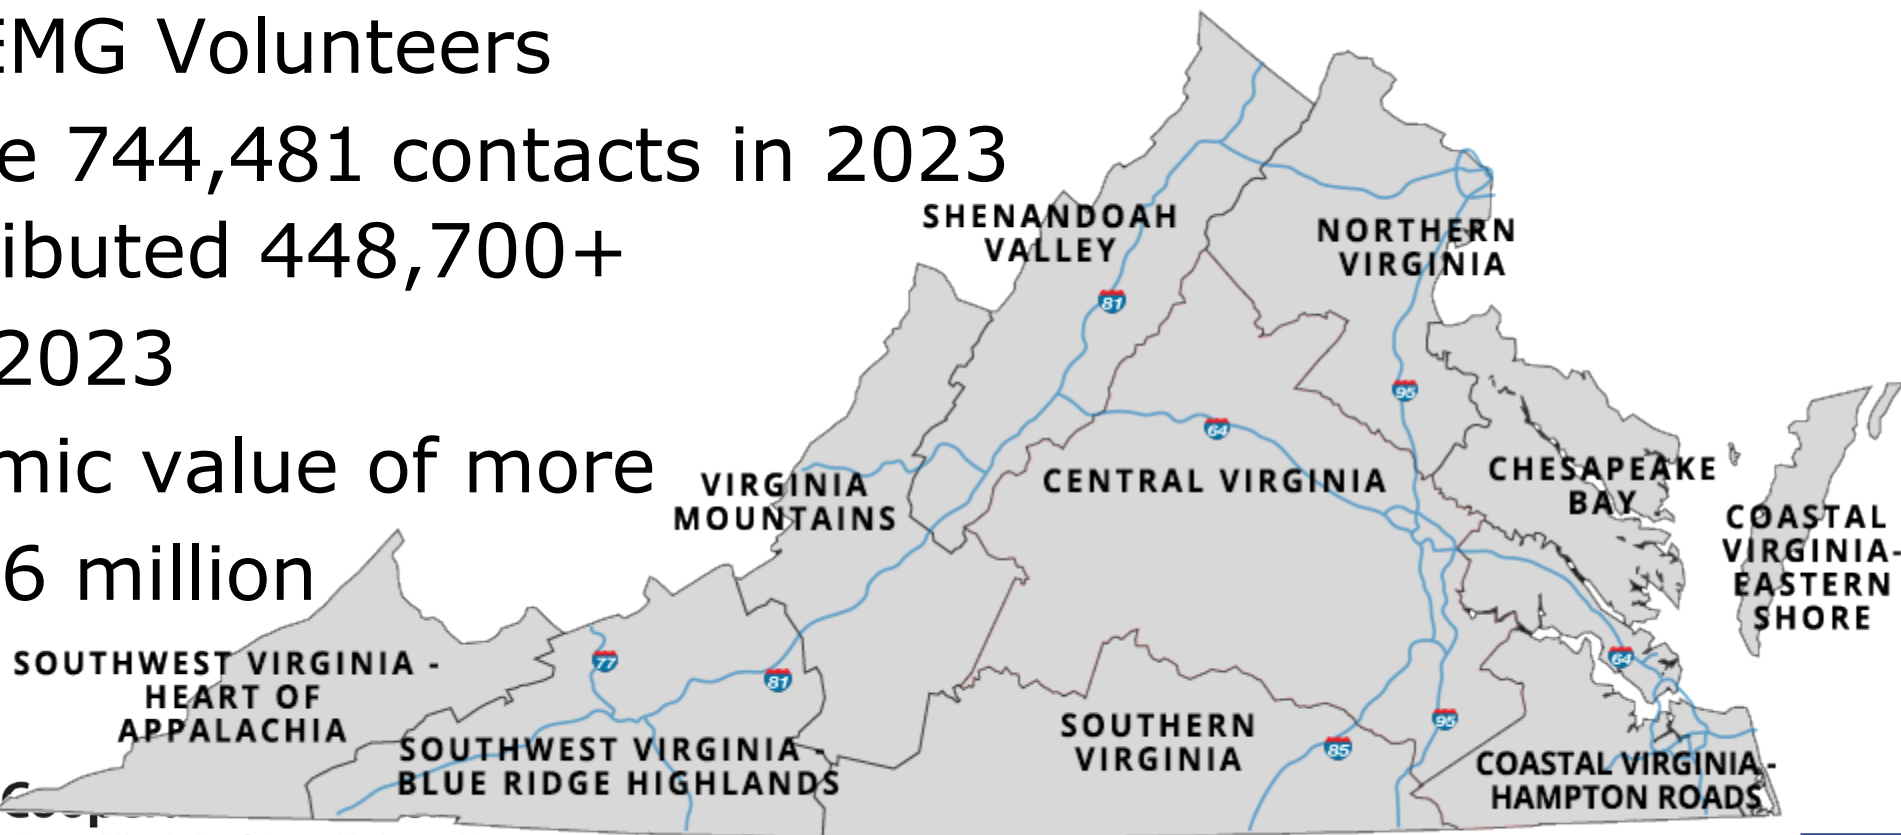 EMG Volunteers
e 744,481 contacts in 2023
ibuted 448,700+
2023
mic value of more
6 million
SHENANDOAH
VALLEY
NORTHERN
VIRGINIA
81
95
64
VIRGINIA
MOUNTAINS
CENTRAL VIRGINIA
CHESAPEAKE
BAY
COASTAL
VIRGINIA-
EASTERN
SHORE
SOUTHWEST VIRGINIA -
HEART OF
APPALACHIA
77
81
64
SOUTHWEST VIRGINIA -
BLUE RIDGE HIGHLANDS
SOUTHERN
VIRGINIA
95
85
COASTAL VIRGINIA -
HAMPTON ROADS